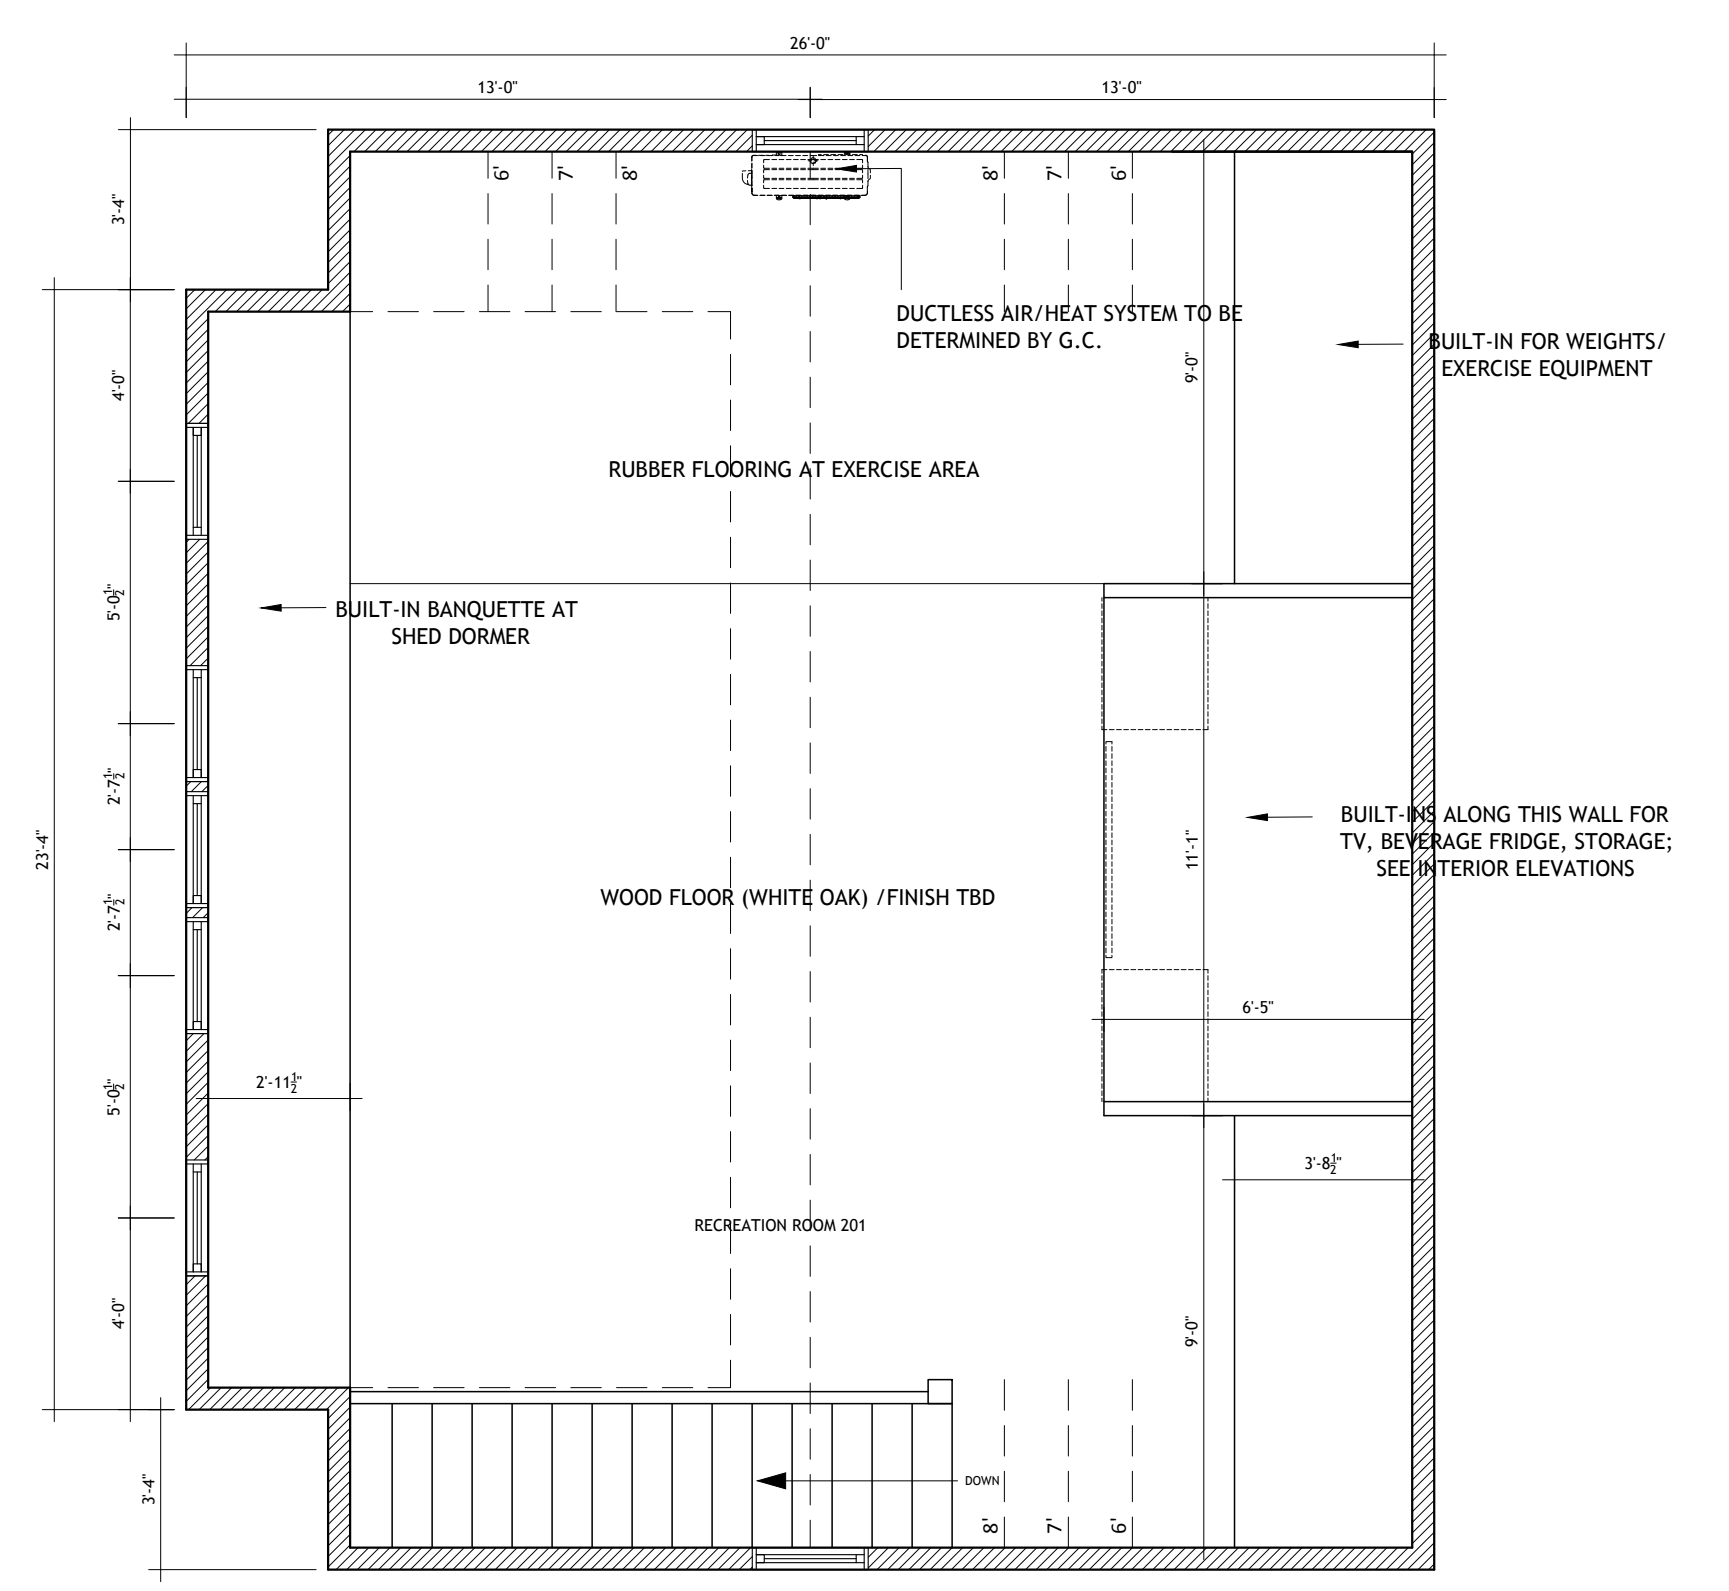 26'-0"
13'-0"
13'-0"
3'-4"
6'
7'
8'
8'
7'
6'
DUCTLESS AIR/HEAT SYSTEM TO BE
DETERMINED BY G.C.
BUILT-IN FOR WEIGHTS/
EXERCISE EQUIPMENT
4'-0"
9'-0"
RUBBER FLOORING AT EXERCISE AREA
5'-0½"
BUILT-IN BANQUETTE AT
SHED DORMER
2'-7½"
23'-4"
11'-1"
BUILT-INS ALONG THIS WALL FOR
TV, BEVERAGE FRIDGE, STORAGE;
SEE INTERIOR ELEVATIONS
WOOD FLOOR (WHITE OAK) /FINISH TBD
2'-7½"
6'-5"
2'-11½"
5'-0½"
3'-8½"
RECREATION ROOM 201
4'-0"
9'-0"
3'-4"
DOWN
8'
7'
6'